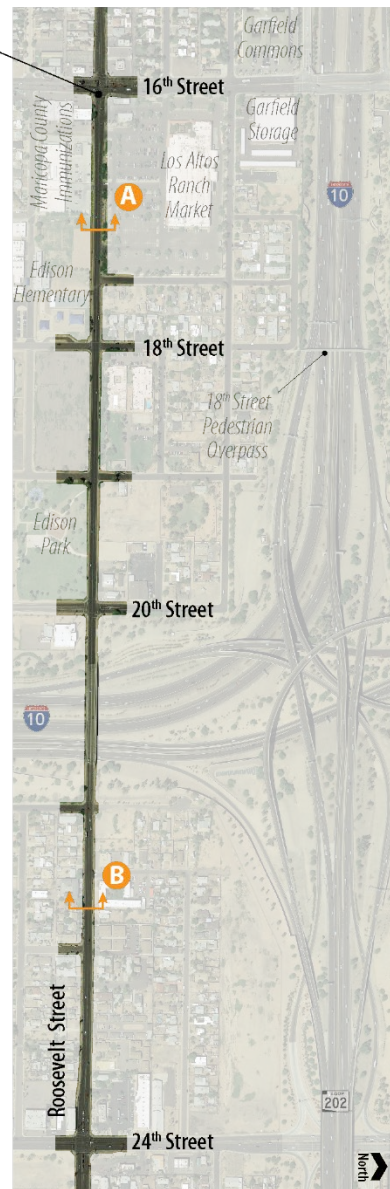 Garfield
Commons
16th Street
Garfield
Storage
Maricopa County
Immunizations
Los Altos
Ranch
Market
10
A
Edison
Elementary
18th Street
18th Street
Pedestrian
Overpass
Edison
Park
20th Street
INTERSTATE
10
B
Roosevelt Street
202
24th Street
North